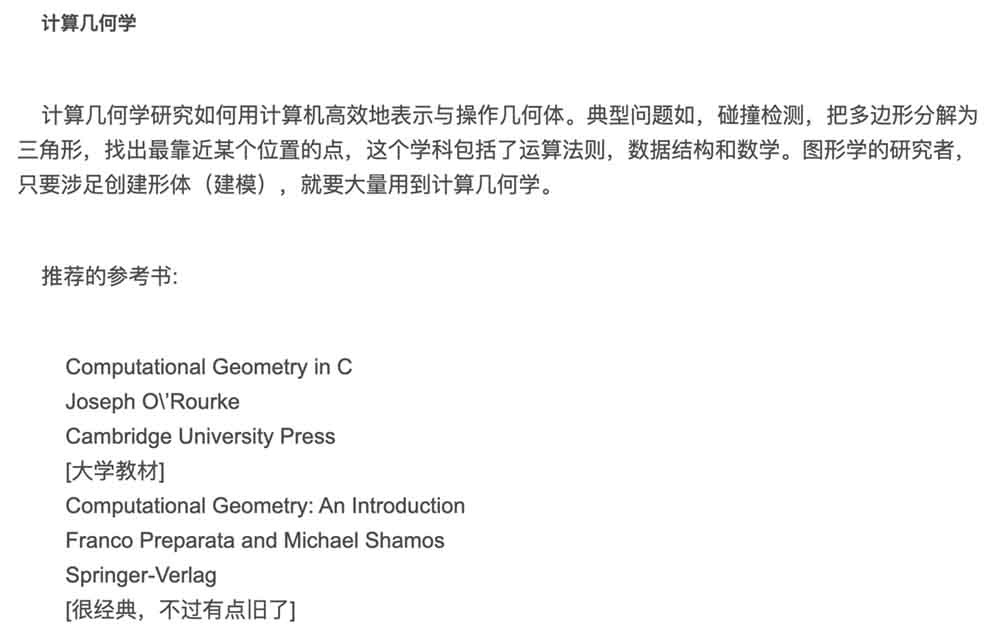 计算几何学
计算几何学研究如何用计算机高效地表示与操作几何体。典型问题如，碰撞检测，把多边形分解为
三角形，找出最靠近某个位置的点，这个学科包括了运算法则，数据结构和数学。图形学的研究者，
只要涉足创建形体（建模），就要大量用到计算几何学。
推荐的参考书:
Computational Geometry in C
Joseph O\'Rourke
Cambridge University Press
[大学教材]
Computational Geometry: An Introduction
Franco Preparata and Michael Shamos
Springer-Verlag
[很经典，不过有点旧了]